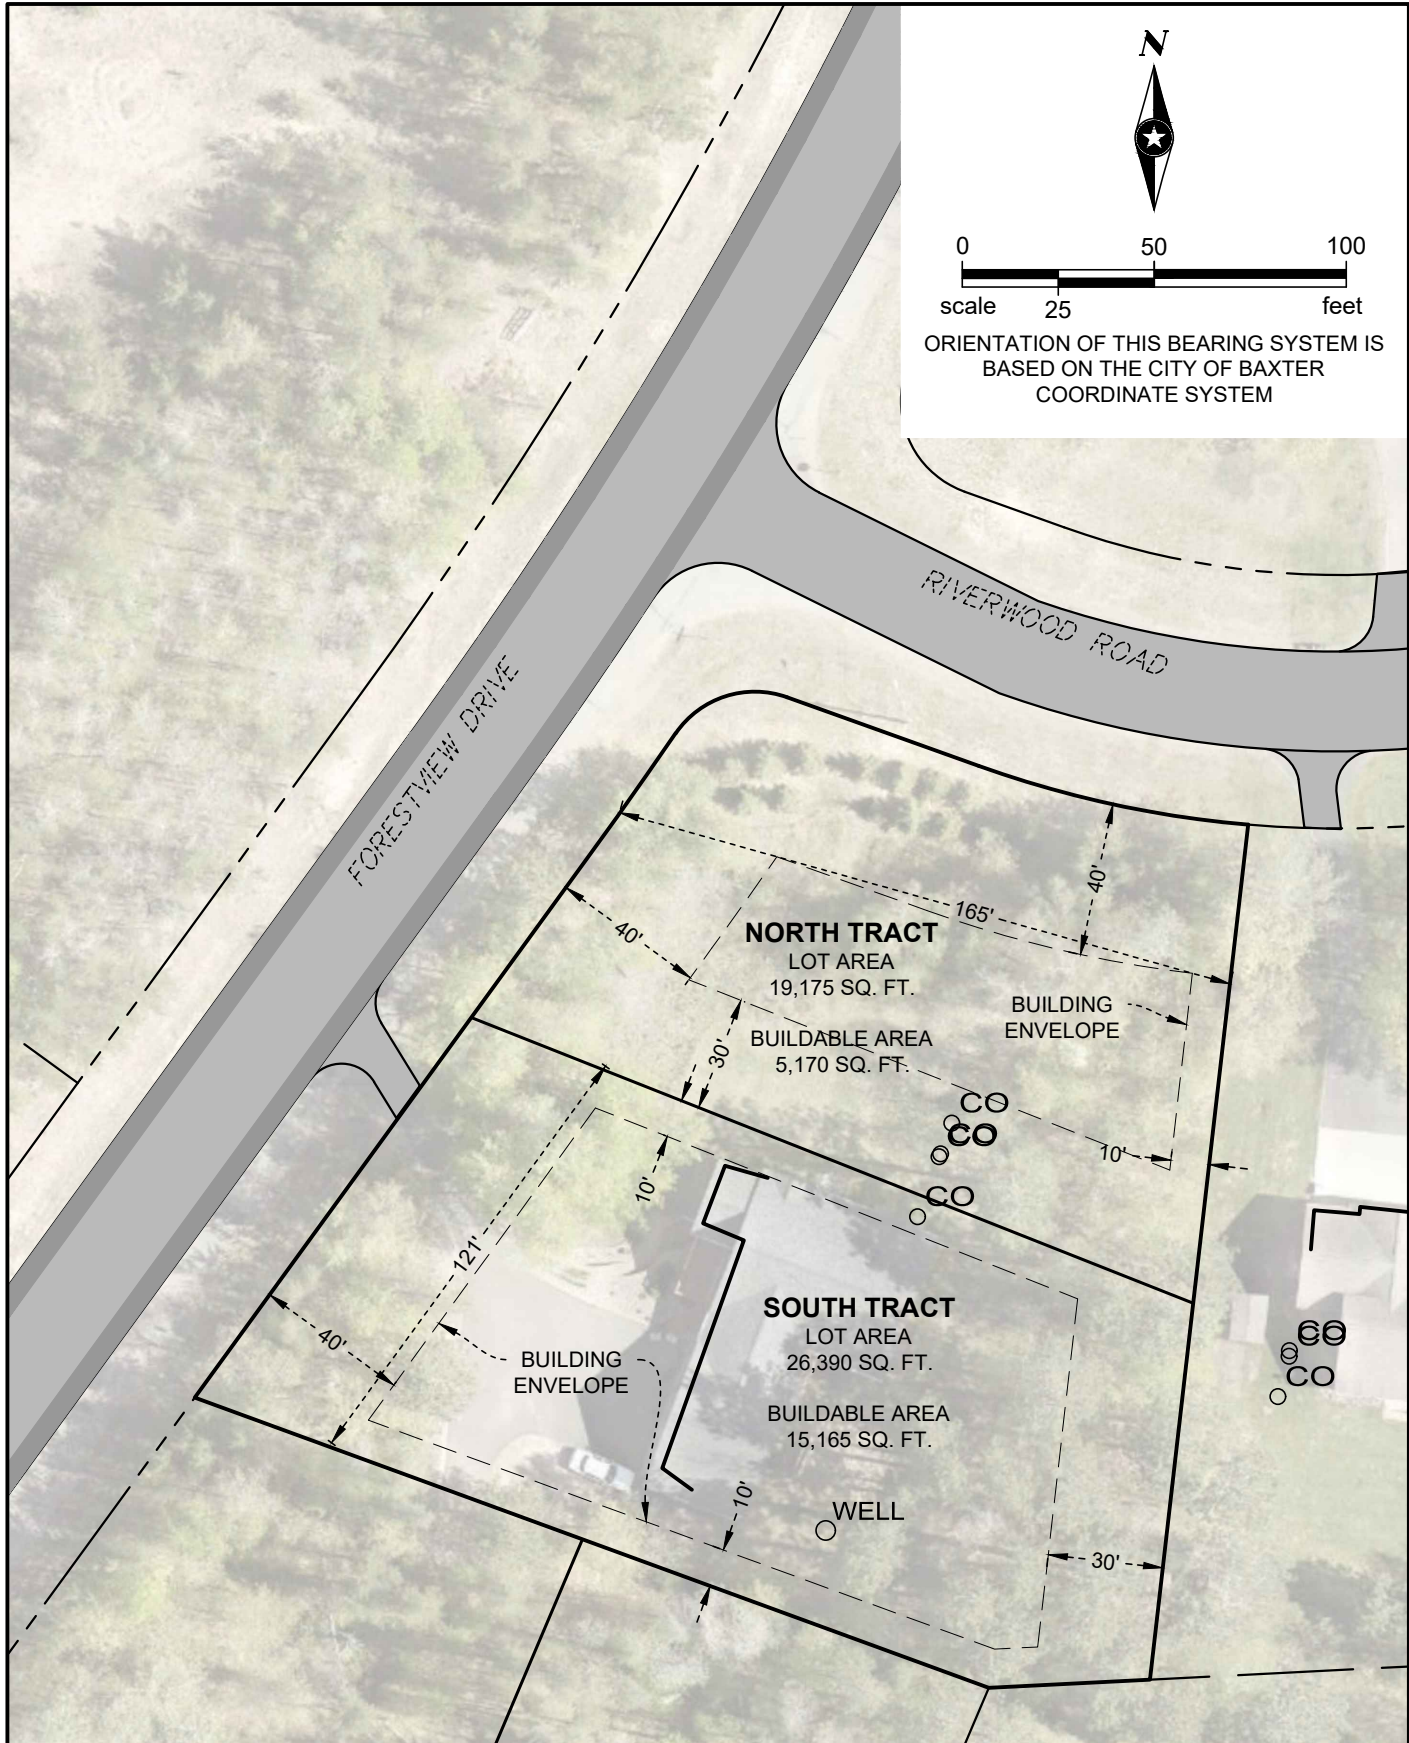 N
0 50 100
scale 25 feet
ORIENTATION OF THIS BEARING SYSTEM IS
BASED ON THE CITY OF BAXTER
COORDINATE SYSTEM
RIVERWOOD ROAD
FORESTVIEW DRIVE
40'
165'
40'
NORTH TRACT
LOT AREA
19,175 SQ. FT.
BUILDING
ENVELOPE
BUILDABLE AREA
5,170 SQ. FT.
30'
CO
CO
CO
10'
CO
10'
121'
SOUTH TRACT
LOT AREA
26,390 SQ. FT.
40'
BUILDING
ENVELOPE
CO
CO
CO
BUILDABLE AREA
15,165 SQ. FT.
10'
WELL
30'